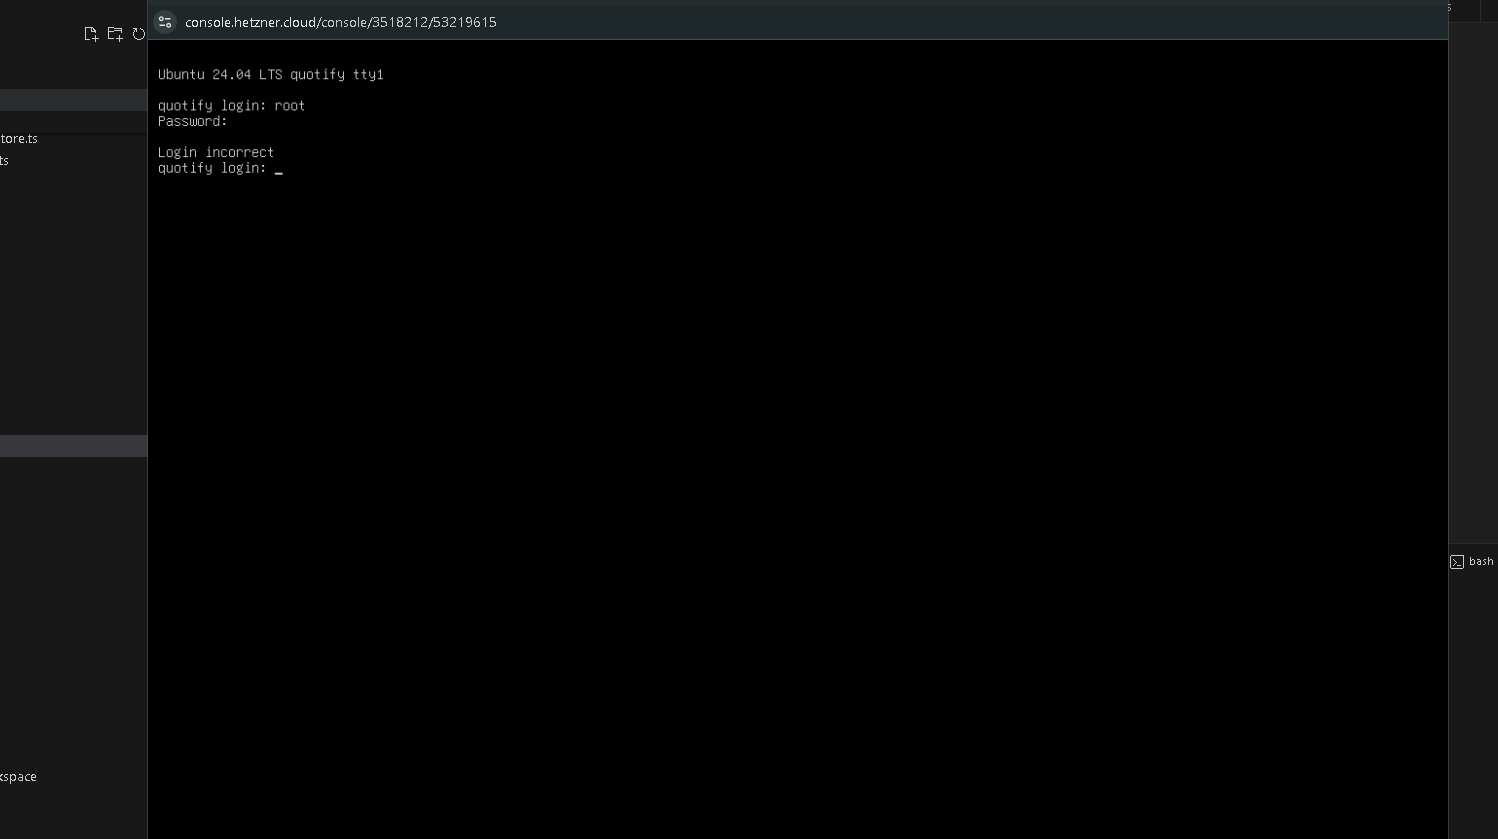 console.hetzner.cloud/console/3518212/53219615
s
Ubuntu 24.04 LTS quotify tty1
quotify login: root
Password:
tore.ts
Login incorrect
ts
quotify login: _
bash
kspace